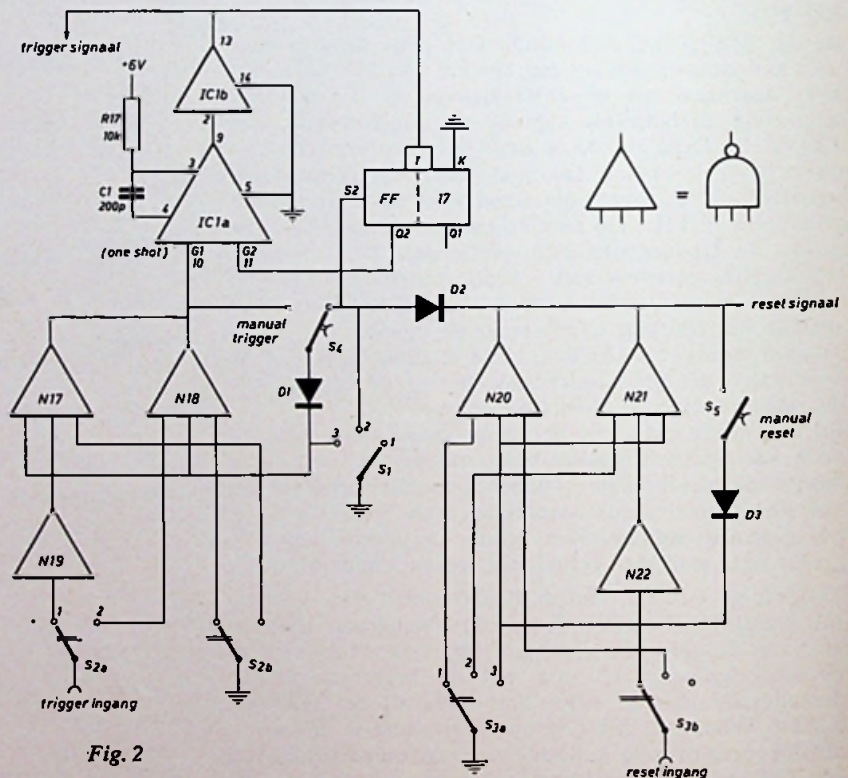 trigger signaal
13
+6V
14
IC1b
R17
10k
2
9
3
C1
200p
4
5
IC1a
(one shot)
G1
10
G2
11
T
K
S2
FF
17
Q2
Q1
=
D2
reset signaal
manual
trigger
S4
D1
N17
N18
N20
N21
S5
manual
reset
3
2
1
S1
D3
N19
N22
1
2
S2a
S2b
trigger ingang
1
2
3
S3a
S3b
reset ingang
Fig. 2